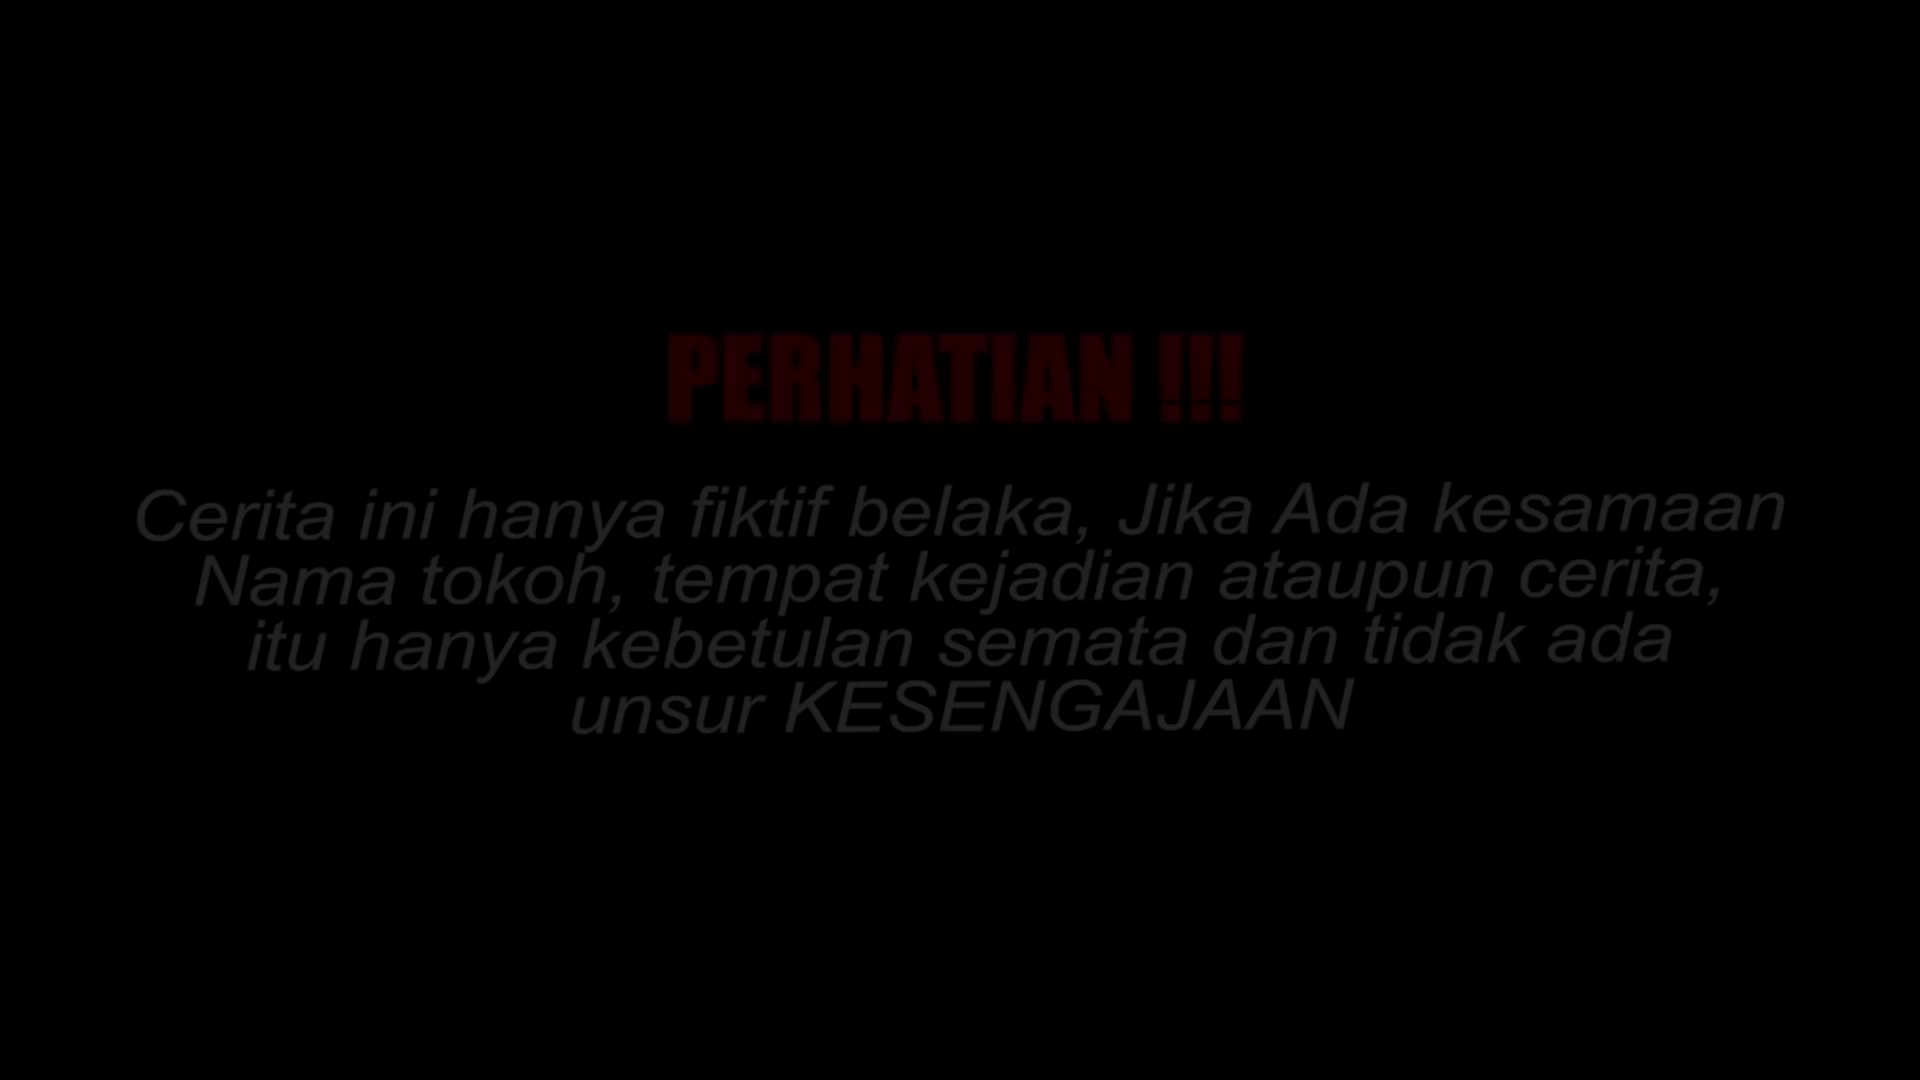 PERHATIAN !!!
Cerita ini hanya fiktif belaka, Jika Ada kesamaan
Nama tokoh, tempat kejadian ataupun cerita,
itu hanya kebetulan semata dan tidak ada
unsur KESENGAJAAN